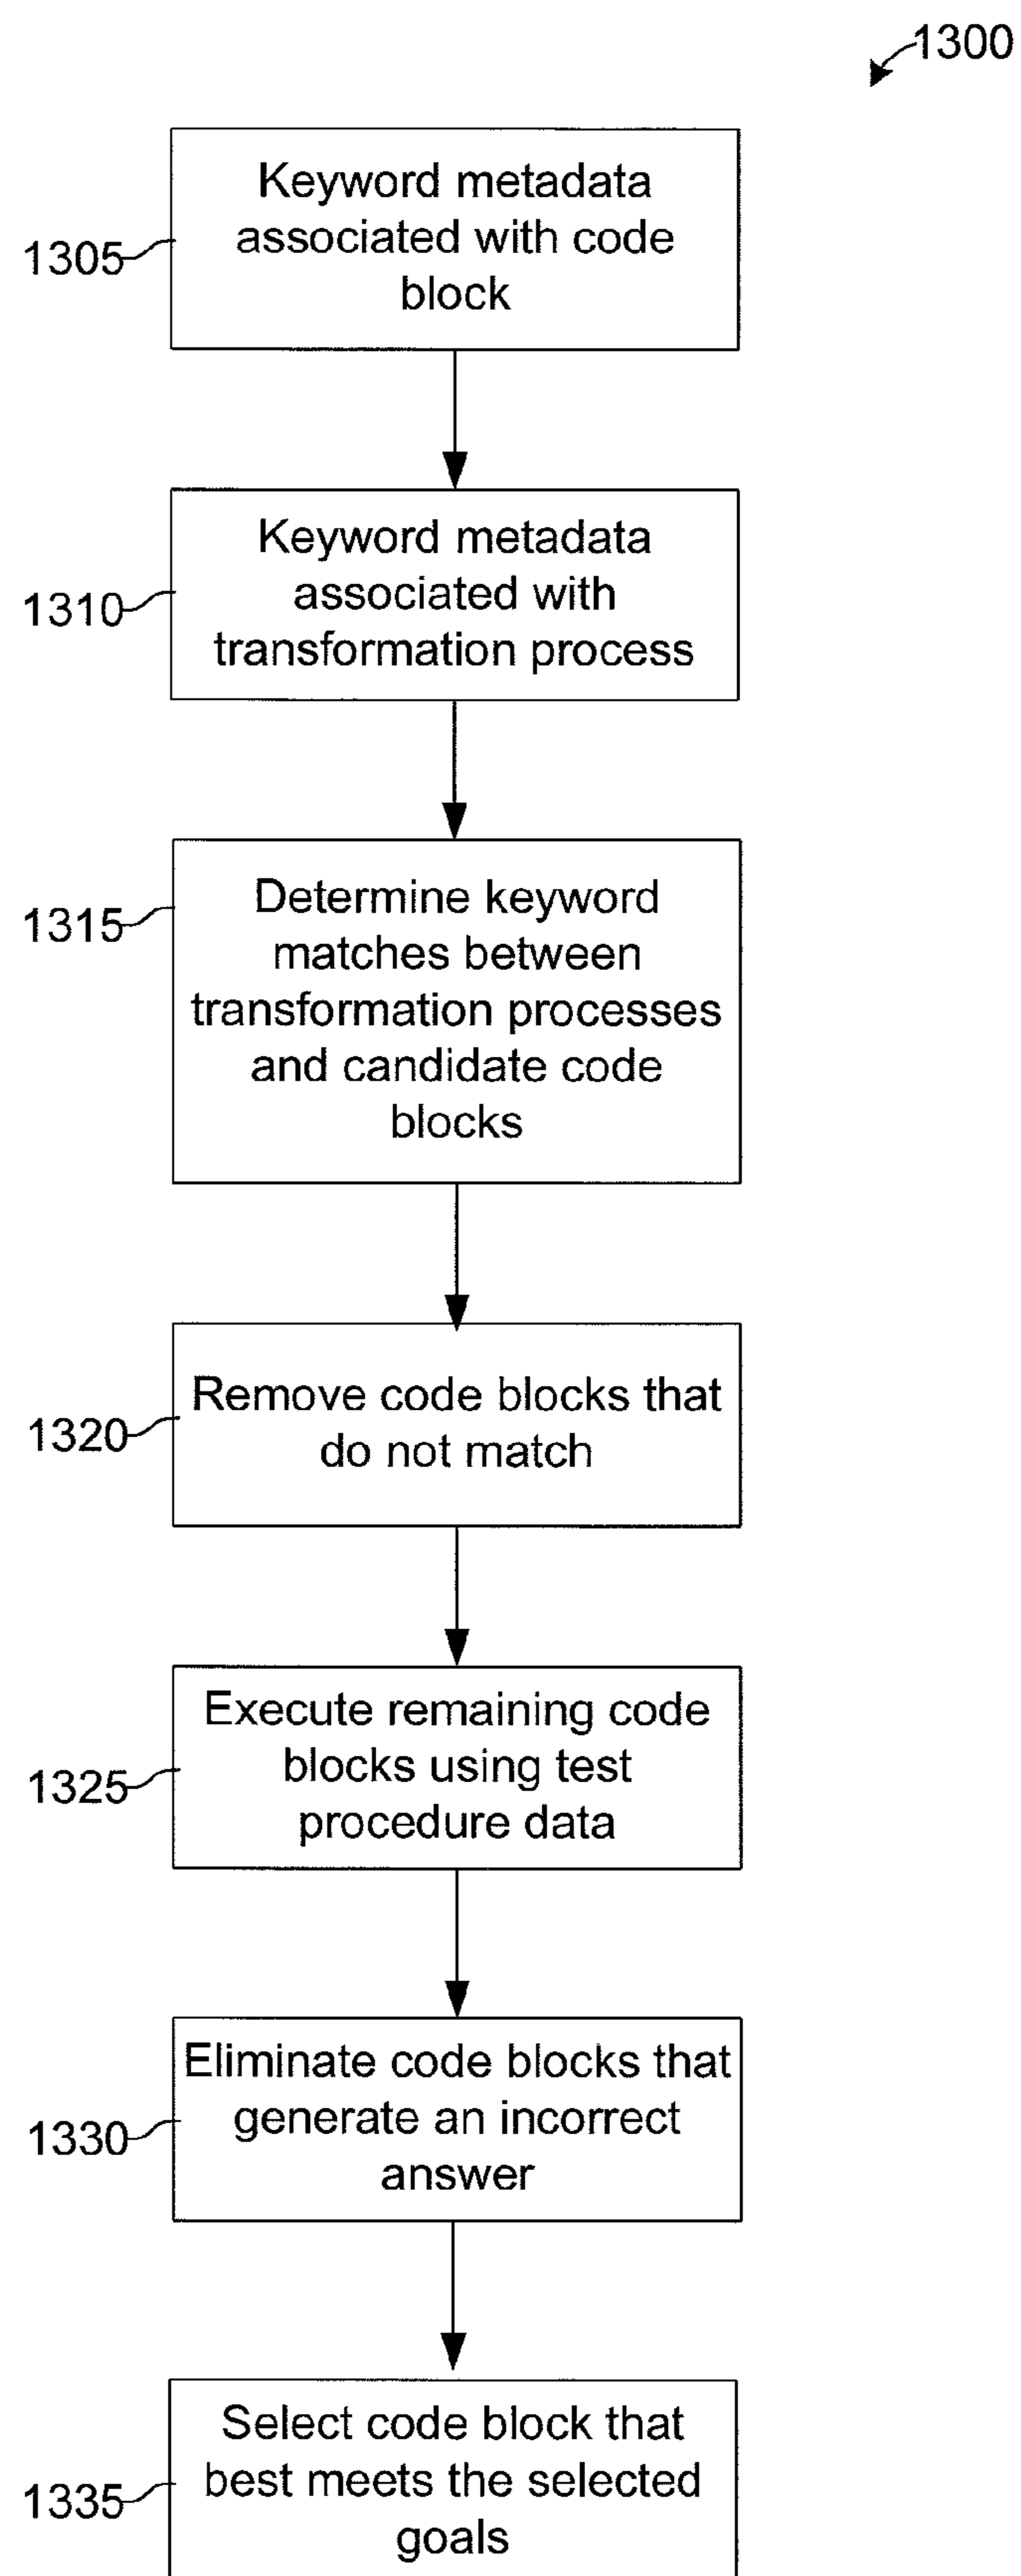 1300
Keyword metadata
associated with code
block
1305
Keyword metadata
associated with
transformation process
1310
Determine keyword
matches between
transformation processes
and candidate code
blocks
1315
Remove code blocks that
do not match
1320
Execute remaining code
blocks using test
procedure data
1325
Eliminate code blocks that
generate an incorrect
answer
1330
Select code block that
best meets the selected
goals
1335